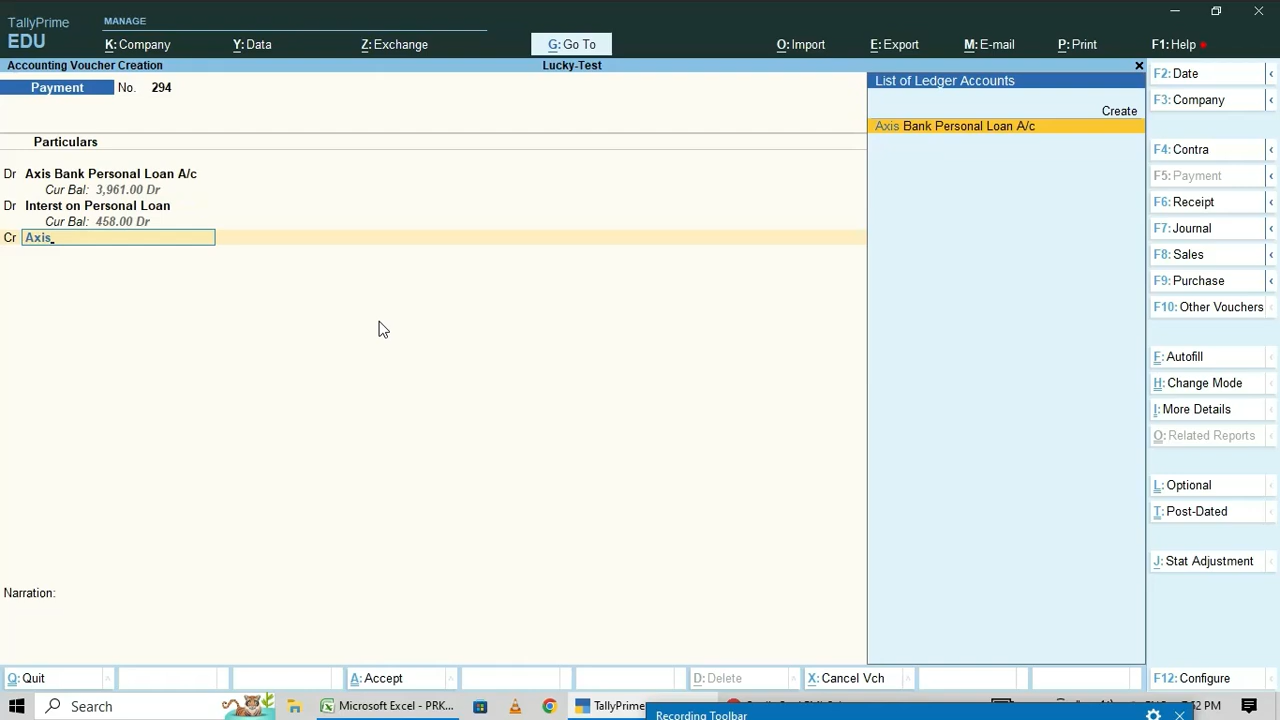 TallyPrime
EDU
MANAGE
K: Company
Y: Data
Z: Exchange
G: Go To
O: Import
E: Export
M: E-mail
P: Print
F1: Help
Accounting Voucher Creation
Lucky-Test
Payment No. 294
Particulars
Dr Axis Bank Personal Loan A/c
Cur Bal: 3,961.00 Dr
Dr Interst on Personal Loan
Cur Bal: 458.00 Dr
Cr Axis
Narration:
List of Ledger Accounts
Create
Axis Bank Personal Loan A/c
F2: Date
F3: Company
F4: Contra
F5: Payment
F6: Receipt
F7: Journal
F8: Sales
F9: Purchase
F10: Other Vouchers
F: Autofill
H: Change Mode
I: More Details
O: Related Reports
L: Optional
T: Post-Dated
J: Stat Adjustment
Q: Quit
A: Accept
D: Delete
X: Cancel Vch
F12: Configure
Search
Microsoft Excel - PRK...
TallyPrime
Recording Toolbar